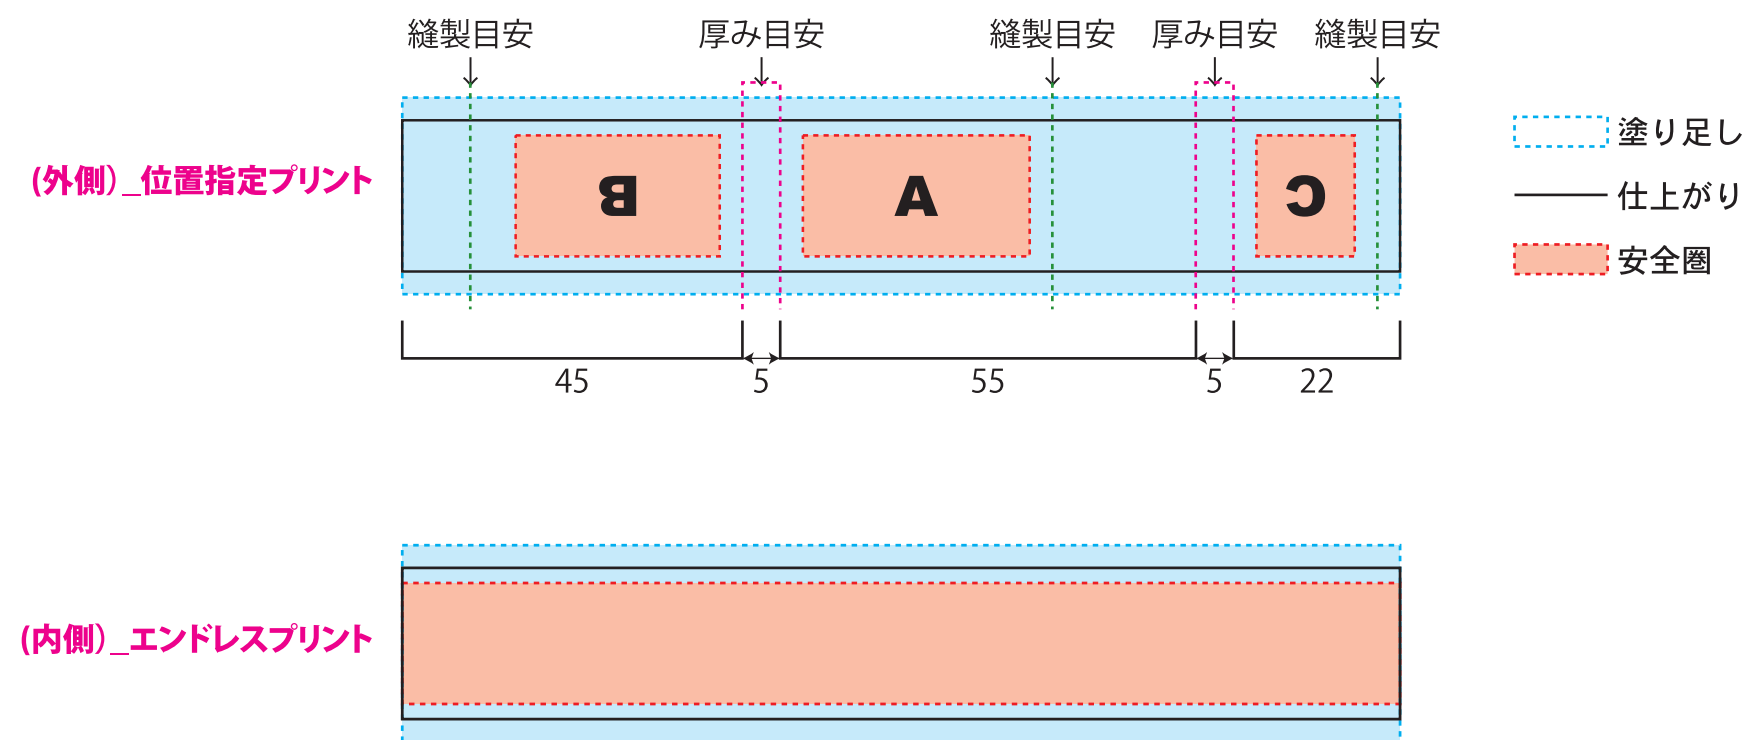 縫製目安 厚み目安 縫製目安 厚み目安 縫製目安
(外側)_位置指定プリント
B A C
45 5 55 5 22
塗り足し
仕上がり
安全圏
(内側)_エンドレスプリント